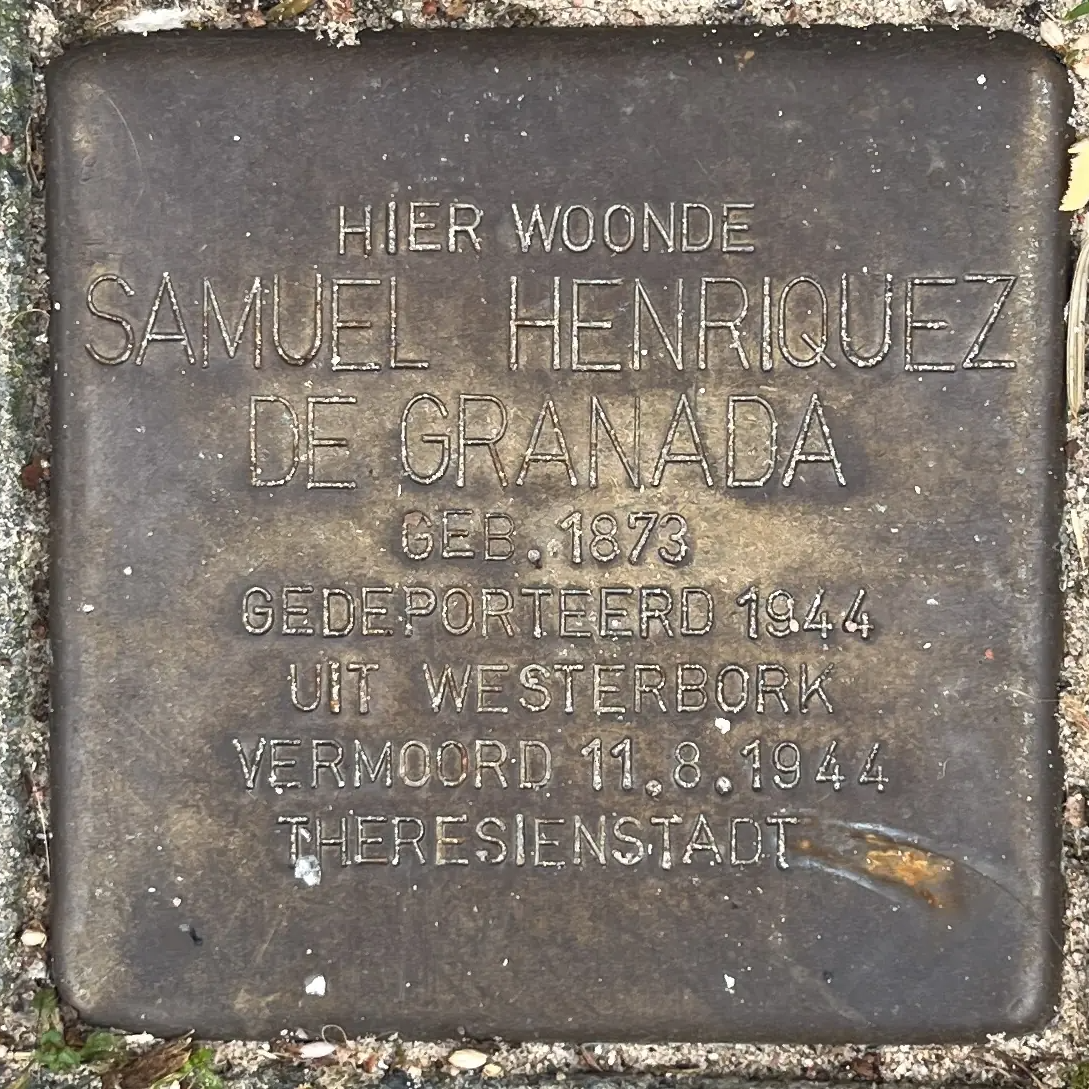 HIER WOONDE
SAMUEL HENRIQUEZ
DE GRANADA
GEB. 1873
GEDEPORTEERD 1944
UIT WESTERBORK
VERMOORD 11.8.1944
THERESIENSTADT